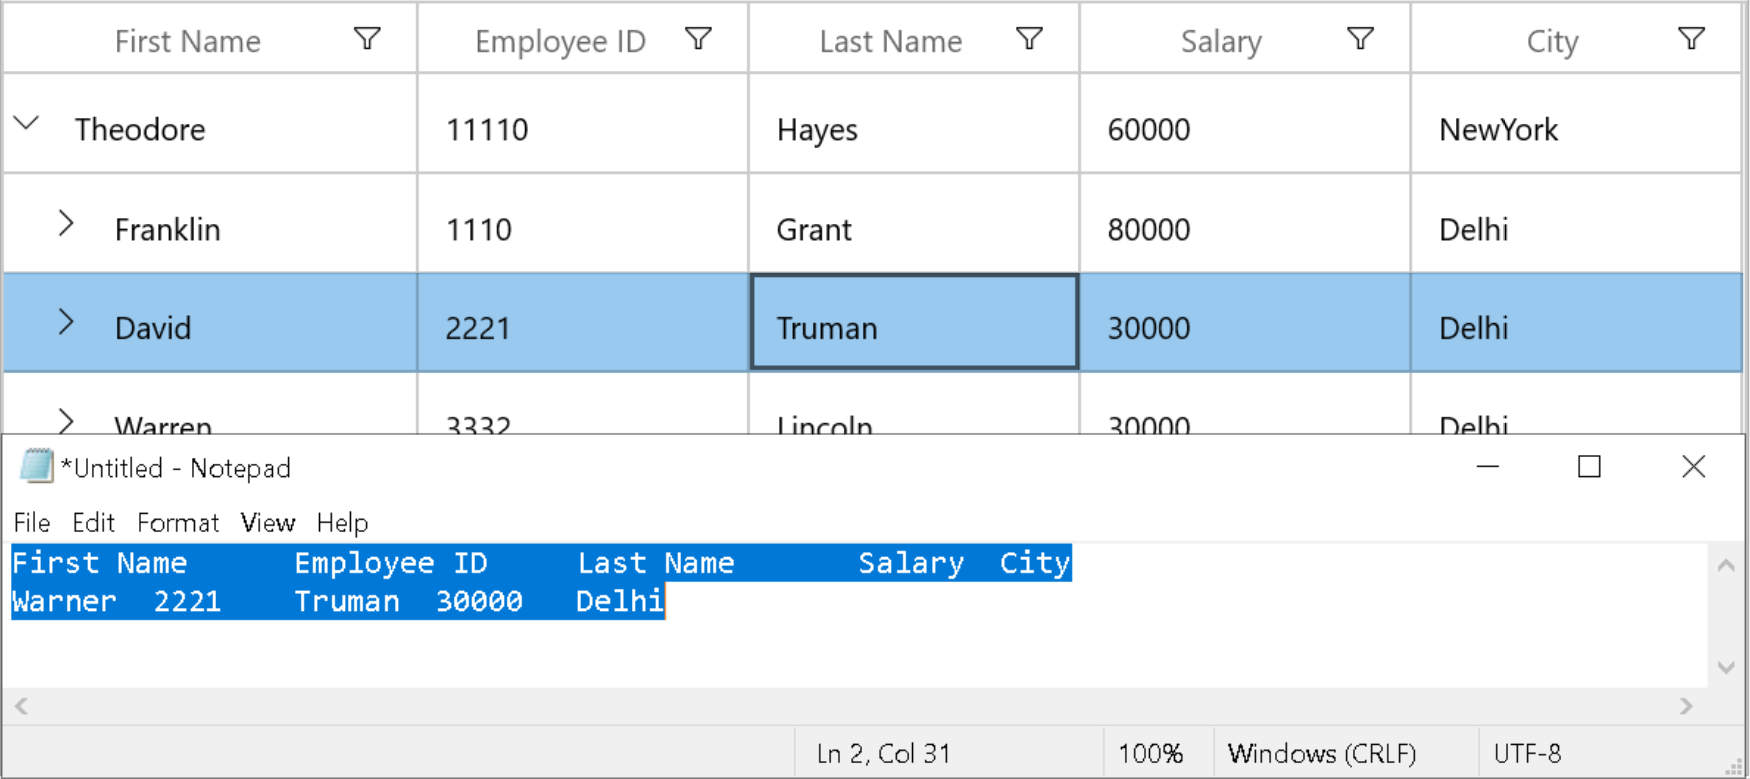 First Name Employee ID Last Name Salary City
Theodore 11110 Hayes 60000 NewYork
Franklin 1110 Grant 80000 Delhi
David 2221 Truman 30000 Delhi
Warren 3332 Lincoln 30000 Delhi
*Untitled - Notepad
File Edit Format View Help
First Name Employee ID Last Name Salary City
Warner 2221 Truman 30000 Delhi
Ln 2, Col 31 100% Windows (CRLF) UTF-8